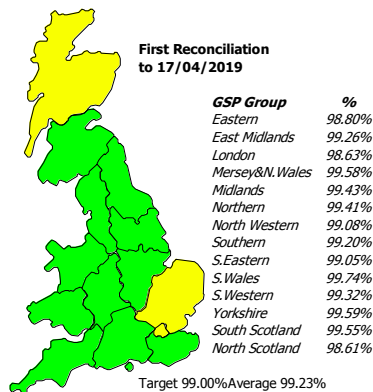 First Reconciliation
to 17/04/2019
GSP Group %
Eastern 98.80%
East Midlands 99.26%
London 98.63%
Mersey&N.Wales 99.58%
Midlands 99.43%
Northern 99.41%
North Western 99.08%
Southern 99.20%
S.Eastern 99.05%
S.Wales 99.74%
S.Western 99.32%
Yorkshire 99.59%
South Scotland 99.55%
North Scotland 98.61%
Target 99.00%Average 99.23%